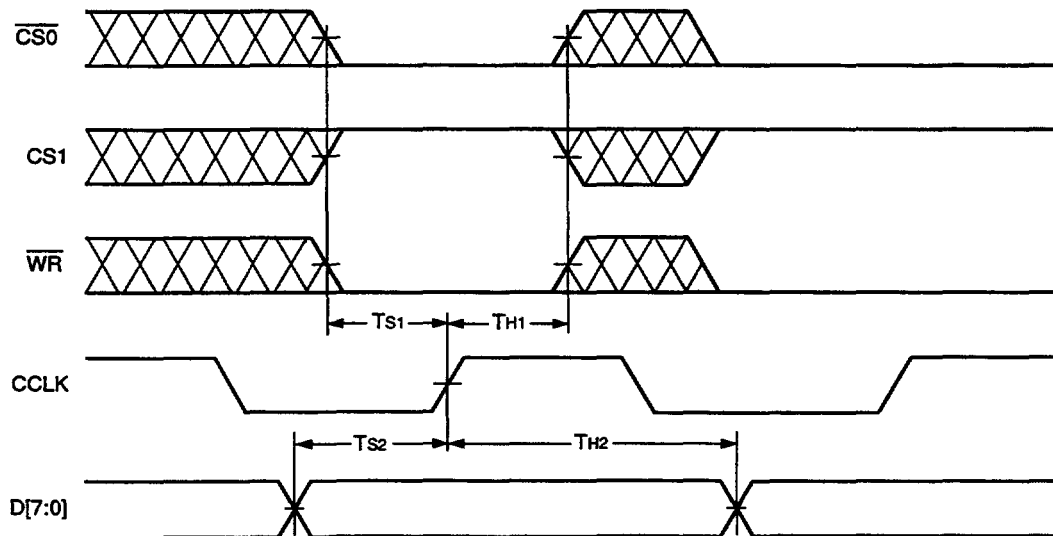 CS0
CS1
WR
TS1 TH1
CCLK
TS2 TH2
D[7:0]